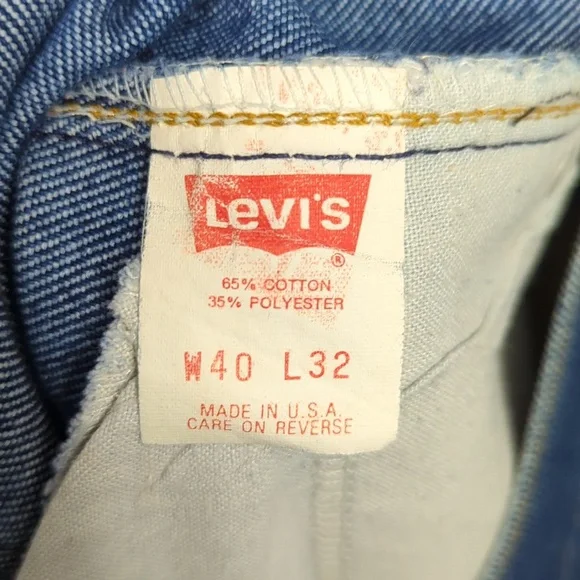 Levi's
®
65% COTTON
35% POLYESTER
W40 L32
MADE IN U.S.A.
CARE ON REVERSE